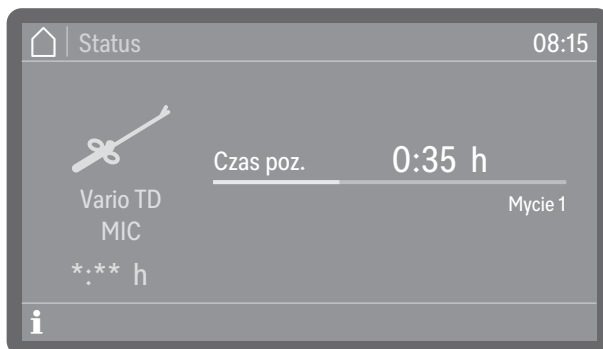 Status 08:15
Czas poz. 0:35 h
Vario TD
MIC
Mycie 1
*:** h
i